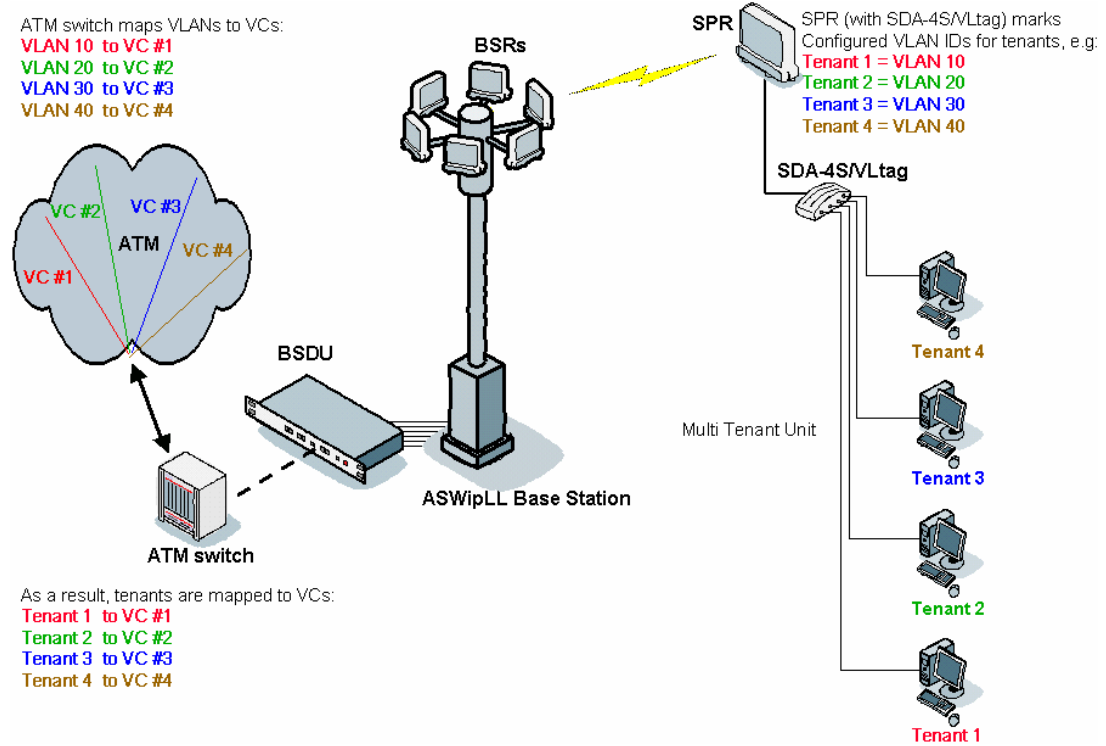 ATM switch maps VLANs to VCs:
VLAN 10 to VC #1
VLAN 20 to VC #2
VLAN 30 to VC #3
VLAN 40 to VC #4
BSRs
SPR
SPR (with SDA-4S/VLtag) marks
Configured VLAN IDs for tenants, e.g:
Tenant 1 = VLAN 10
Tenant 2 = VLAN 20
Tenant 3 = VLAN 30
Tenant 4 = VLAN 40
SDA-4S/VLtag
VC #2
VC #3
ATM
VC #4
VC #1
BSDU
Tenant 4
Multi Tenant Unit
Tenant 3
ASWipLL Base Station
ATM switch
As a result, tenants are mapped to VCs:
Tenant 1 to VC #1
Tenant 2 to VC #2
Tenant 3 to VC #3
Tenant 4 to VC #4
Tenant 2
Tenant 1